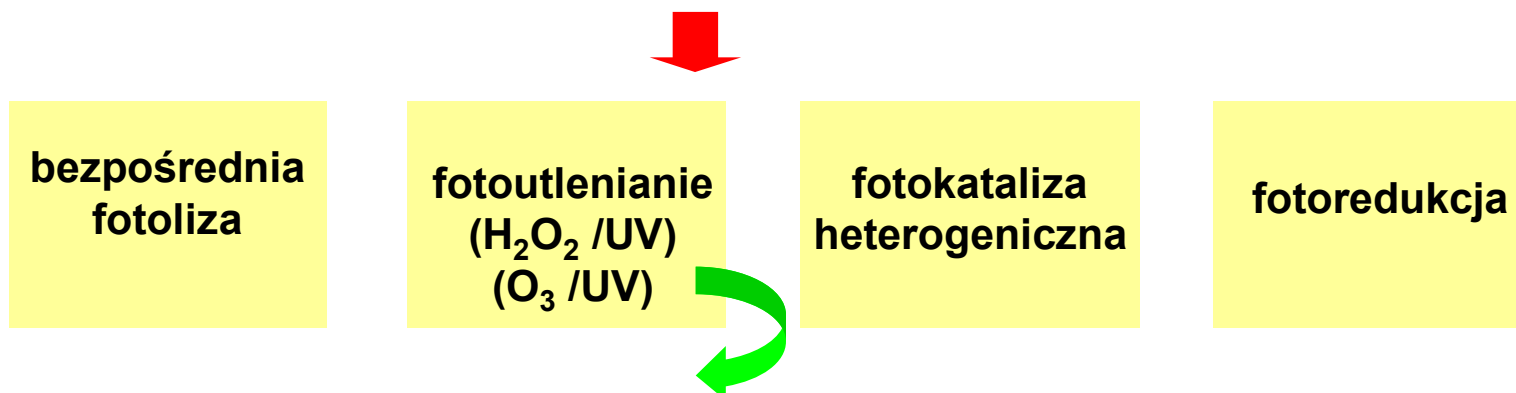 bezpośrednia
fotoliza
fotoutlenianie
(H₂O₂ /UV)
(O₃ /UV)
fotokataliza
heterogeniczna
fotoredukcja